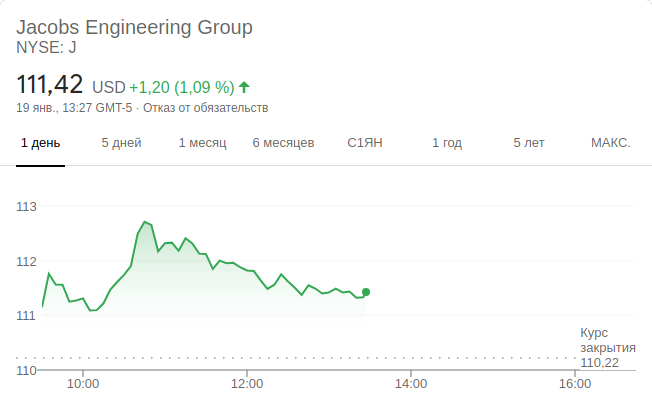 Jacobs Engineering Group
NYSE: J
111,42 USD +1,20 (1,09 %)
19 янв., 13:27 GMT-5 · Отказ от обязательств
1 день 5 дней 1 месяц 6 месяцев С1ЯН 1 год 5 лет МАКС.
113
112
111
110
Курс
закрытия
110,22
10:00 12:00 14:00 16:00